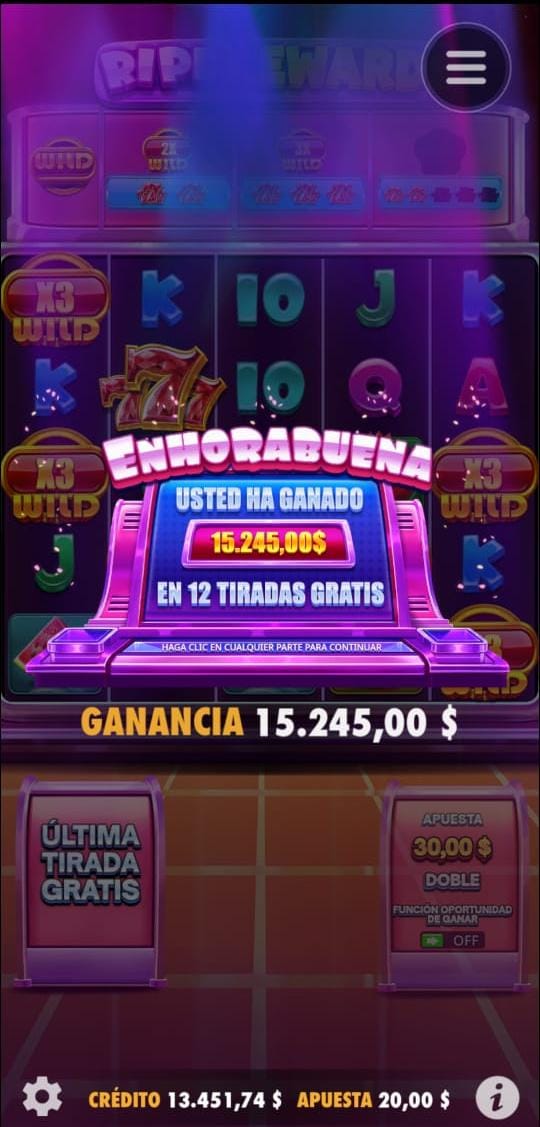 WILD
2X
WILD
3X
WILD
X3
WILD
K
10
J
K
K
777
10
Q
A
X3
WILD
X3
WILD
J
K
ENHORABUENA
USTED HA GANADO
15.245,00$
EN 12 TIRADAS GRATIS
HAGA CLIC EN CUALQUIER PARTE PARA CONTINUAR
GANANCIA 15.245,00 $
ÚLTIMA
TIRADA
GRATIS
APUESTA
30,00 $
DOBLE
FUNCIÓN OPORTUNIDAD
DE GANAR
OFF
CRÉDITO 13.451,74 $ APUESTA 20,00 $